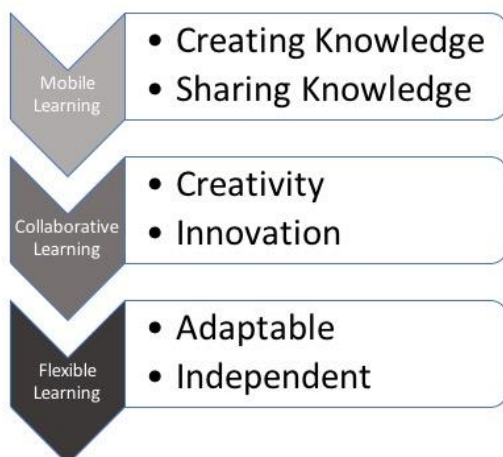 Mobile
Learning
• Creating Knowledge
• Sharing Knowledge
Collaborative
Learning
• Creativity
• Innovation
Flexible
Learning
• Adaptable
• Independent